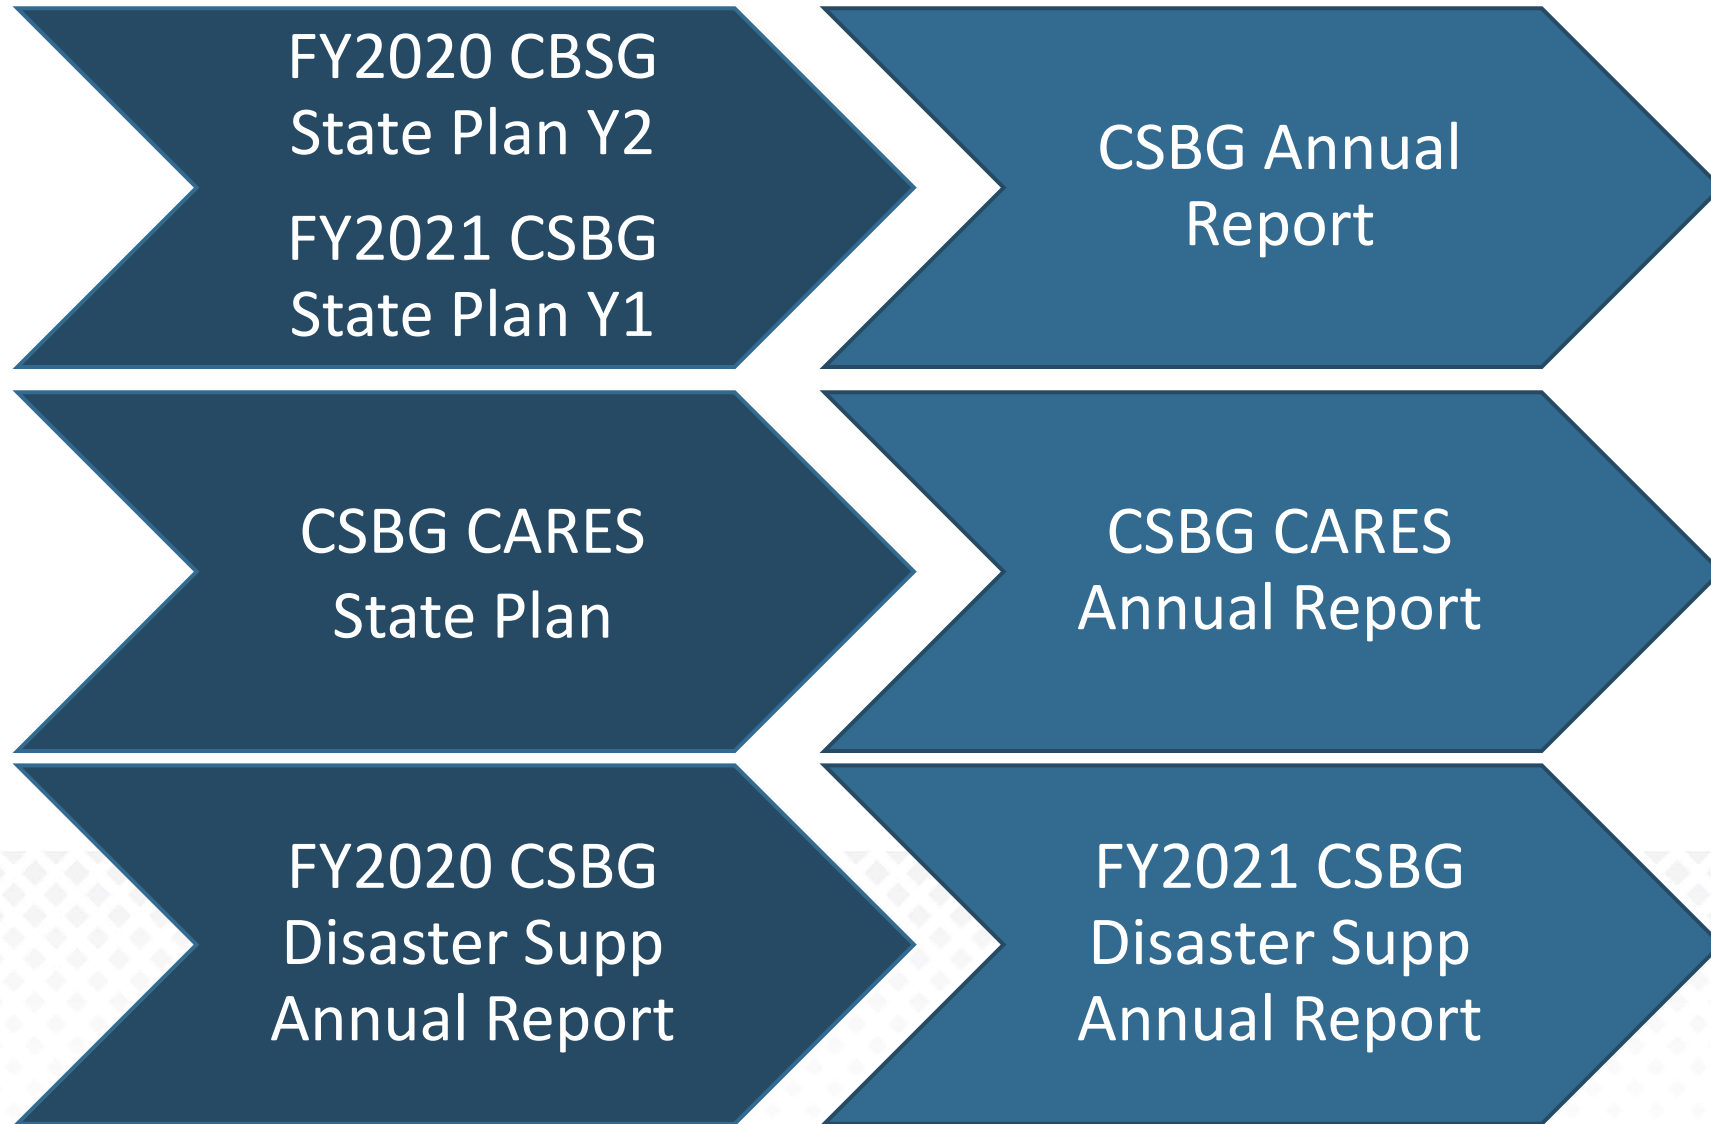 FY2020 CBSG
State Plan Y2
FY2021 CSBG
State Plan Y1
CSBG Annual
Report
CSBG CARES
State Plan
CSBG CARES
Annual Report
FY2020 CSBG
Disaster Supp
Annual Report
FY2021 CSBG
Disaster Supp
Annual Report